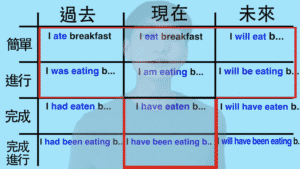 過去 現在 未來
簡單 I ate breakfast I eat breakfast I will eat b...
進行 I was eating b... I am eating b... I will be eating b..
完成 I had eaten b... I have eaten b... I will have eaten b.
完成 進行 I had been eating b.. I have been eating b.. I will have been eating b.